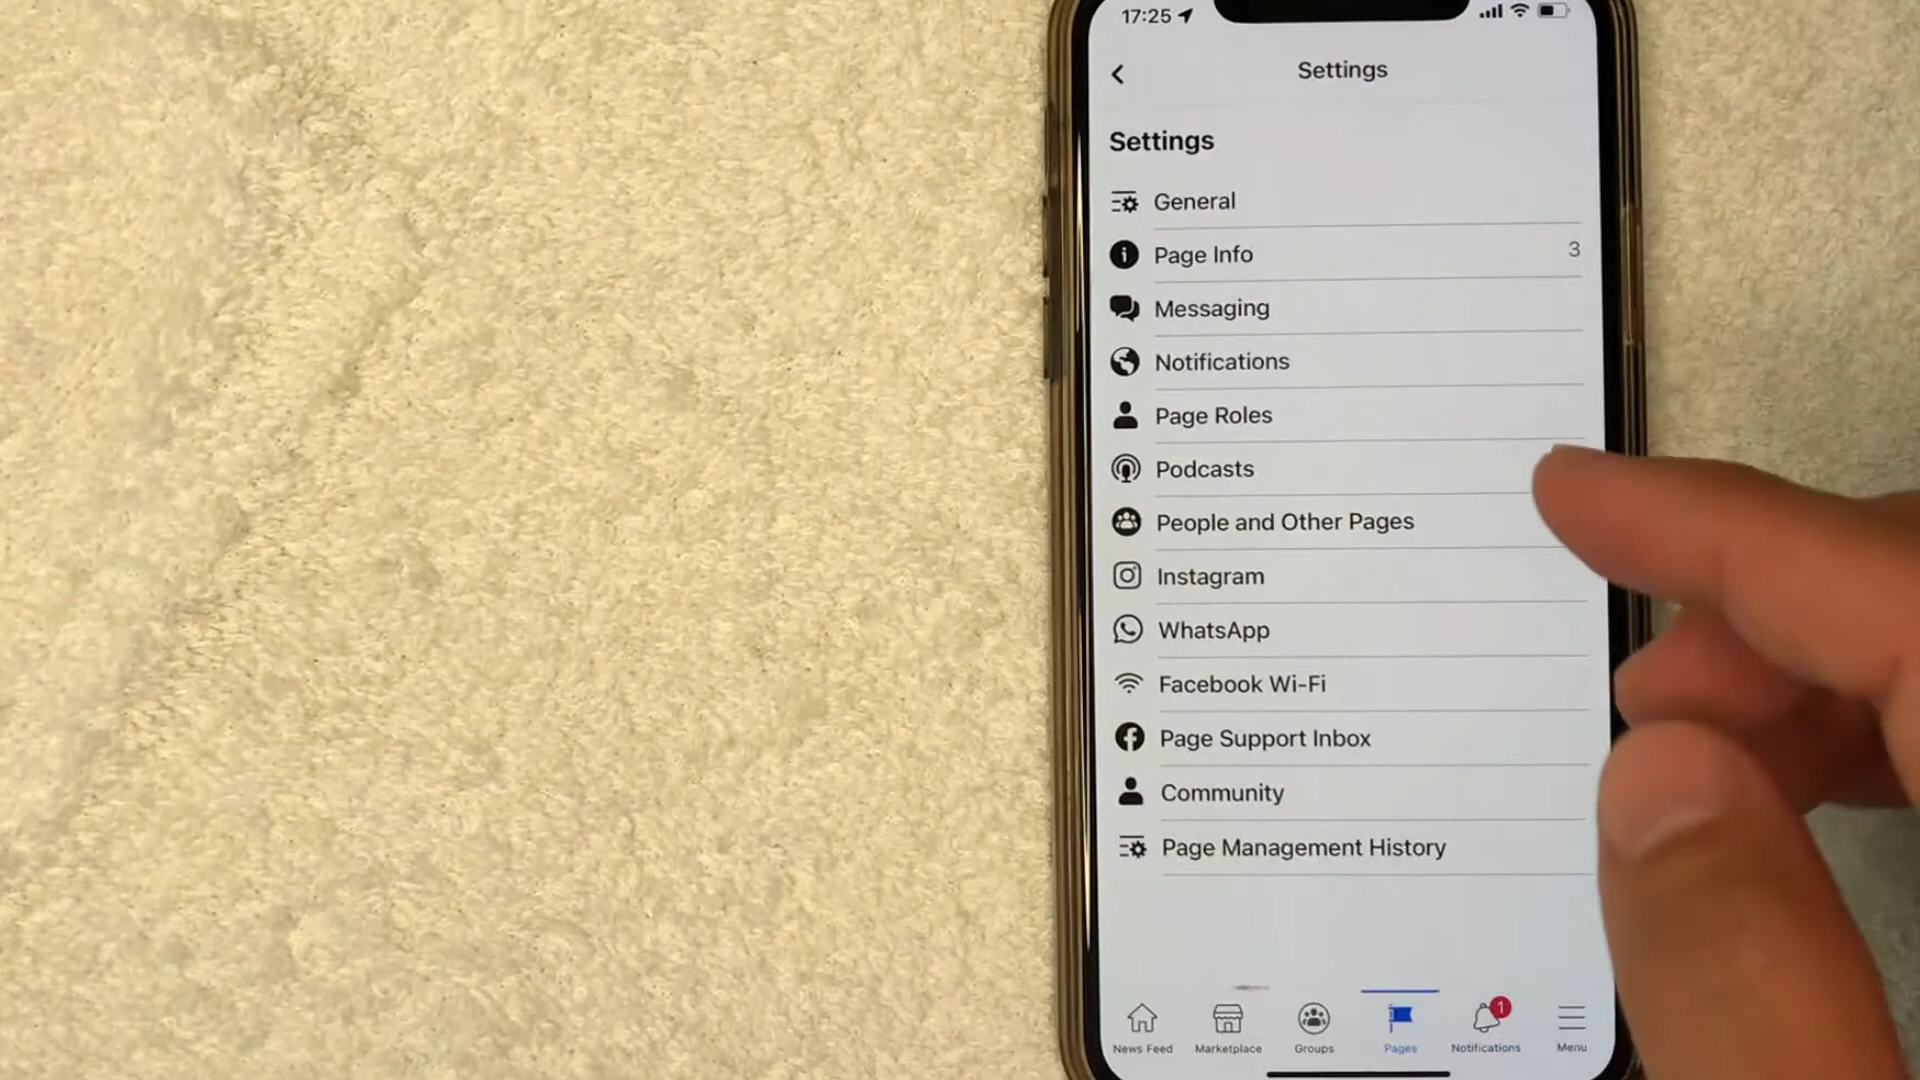 17:25
Settings
Settings
General
Page Info 3
Messaging
Notifications
Page Roles
Podcasts
People and Other Pages
Instagram
WhatsApp
Facebook Wi-Fi
Page Support Inbox
Community
Page Management History
1
News Feed Marketplace Groups Pages Notifications Menu